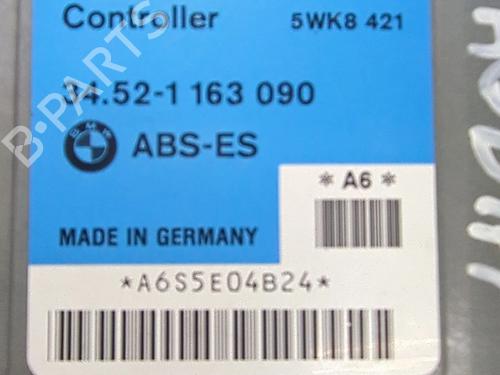 Controller 5WK8 421
34.52-1 163 090
BMW ABS-ES
* A6 *
MADE IN GERMANY
*A6S5E04B24*
B-PARTS